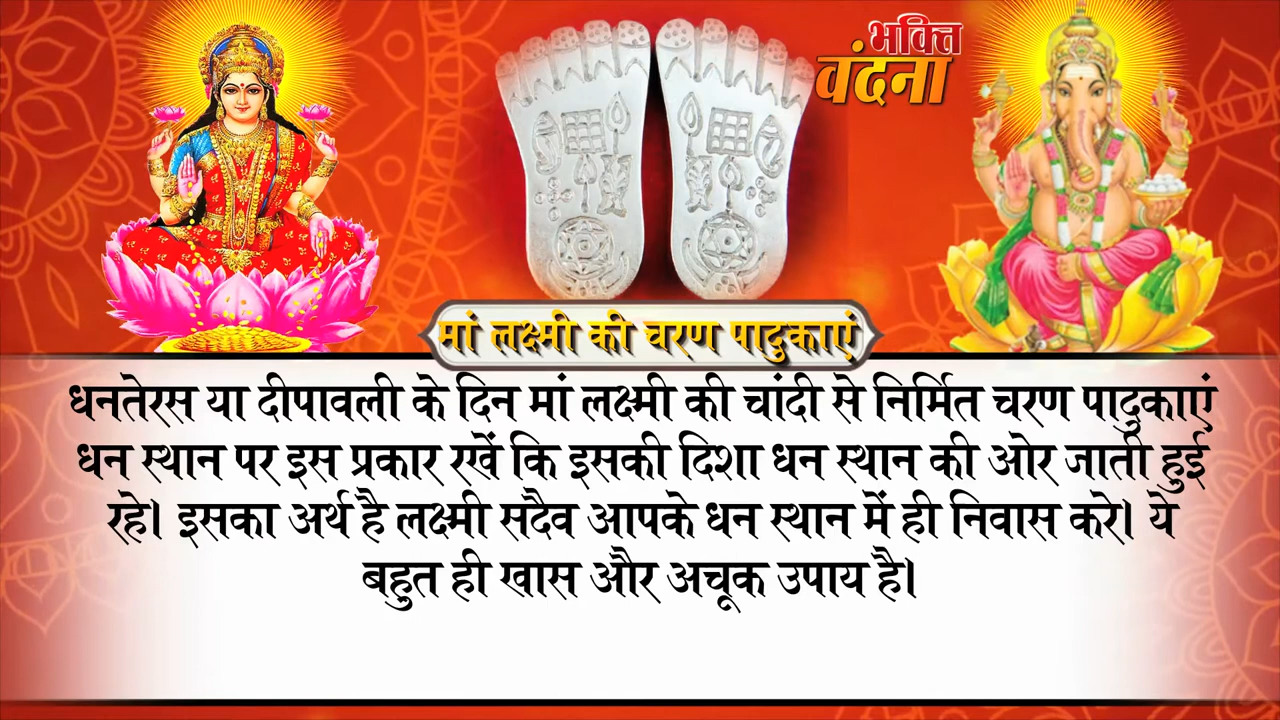 भक्ति
वंदना
मां लक्ष्मी की चरण पादुकाएं
धनतेरस या दीपावली के दिन मां लक्ष्मी की चांदी से निर्मित चरण पादुकाएं
धन स्थान पर इस प्रकार रखें कि इसकी दिशा धन स्थान की ओर जाती हुई
रहे। इसका अर्थ है लक्ष्मी सदैव आपके धन स्थान में ही निवास करे। ये
बहुत ही खास और अचूक उपाय है।